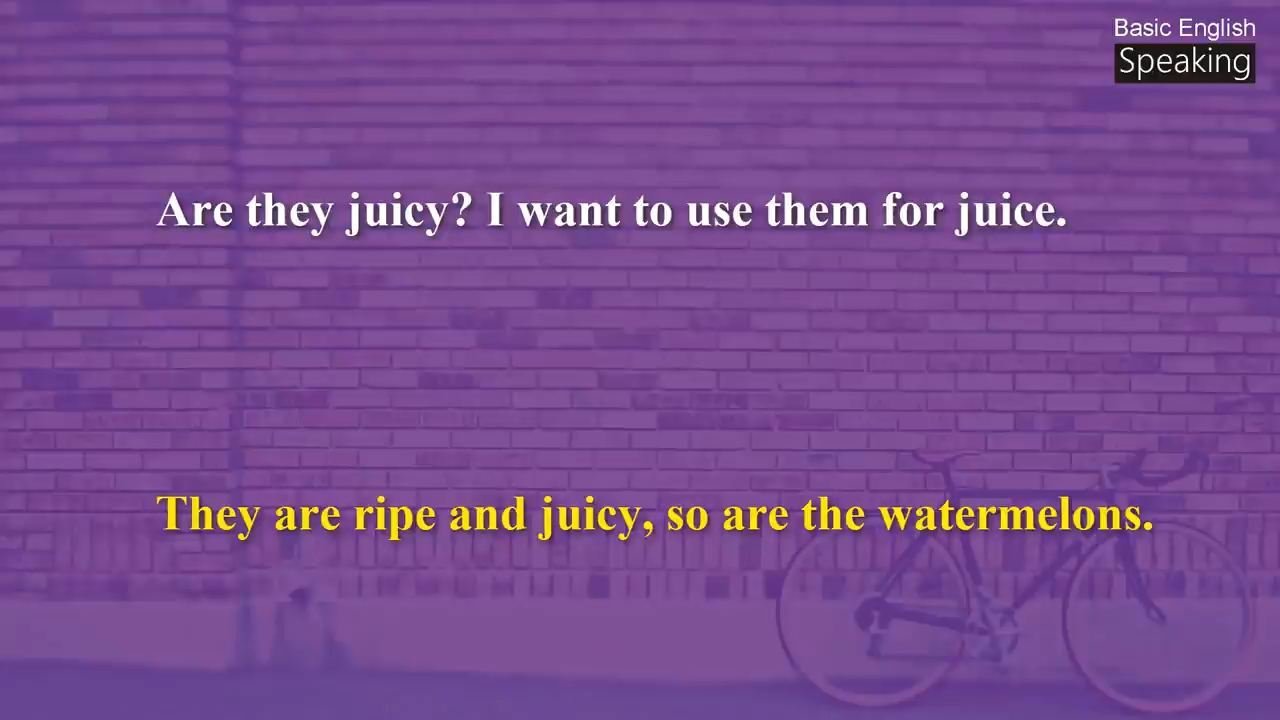 Basic English
Speaking
Are they juicy? I want to use them for juice.
They are ripe and juicy, so are the watermelons.